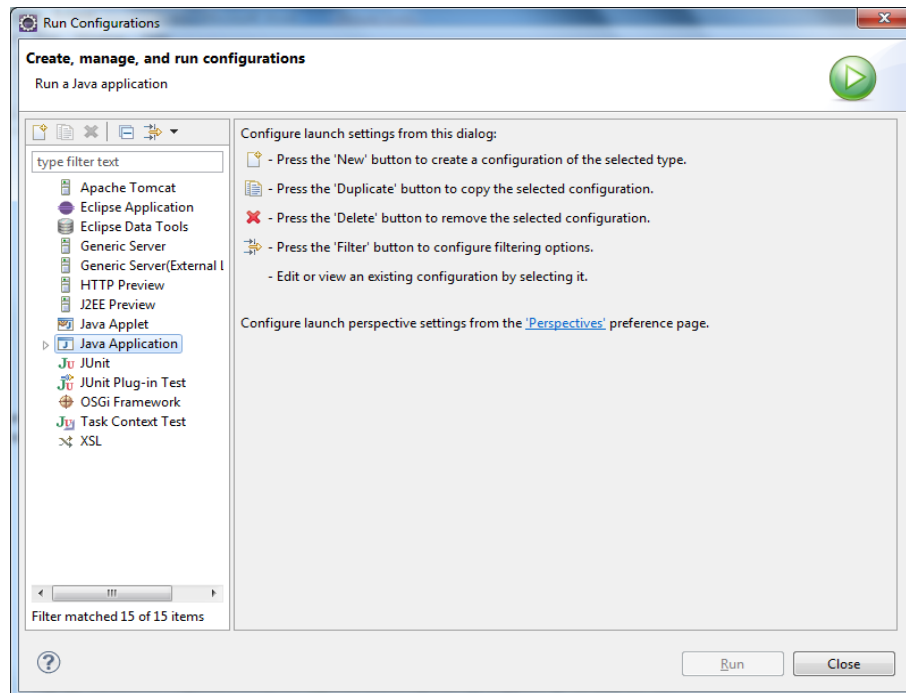 Run Configurations
Create, manage, and run configurations
Run a Java application
type filter text
Apache Tomcat
Eclipse Application
Eclipse Data Tools
Generic Server
Generic Server(External L
HTTP Preview
J2EE Preview
Java Applet
Java Application
JUnit
JUnit Plug-in Test
OSGi Framework
Task Context Test
XSL
Filter matched 15 of 15 items
Configure launch settings from this dialog:
- Press the 'New' button to create a configuration of the selected type.
- Press the 'Duplicate' button to copy the selected configuration.
- Press the 'Delete' button to remove the selected configuration.
- Press the 'Filter' button to configure filtering options.
- Edit or view an existing configuration by selecting it.
Configure launch perspective settings from the 'Perspectives' preference page.
Run
Close